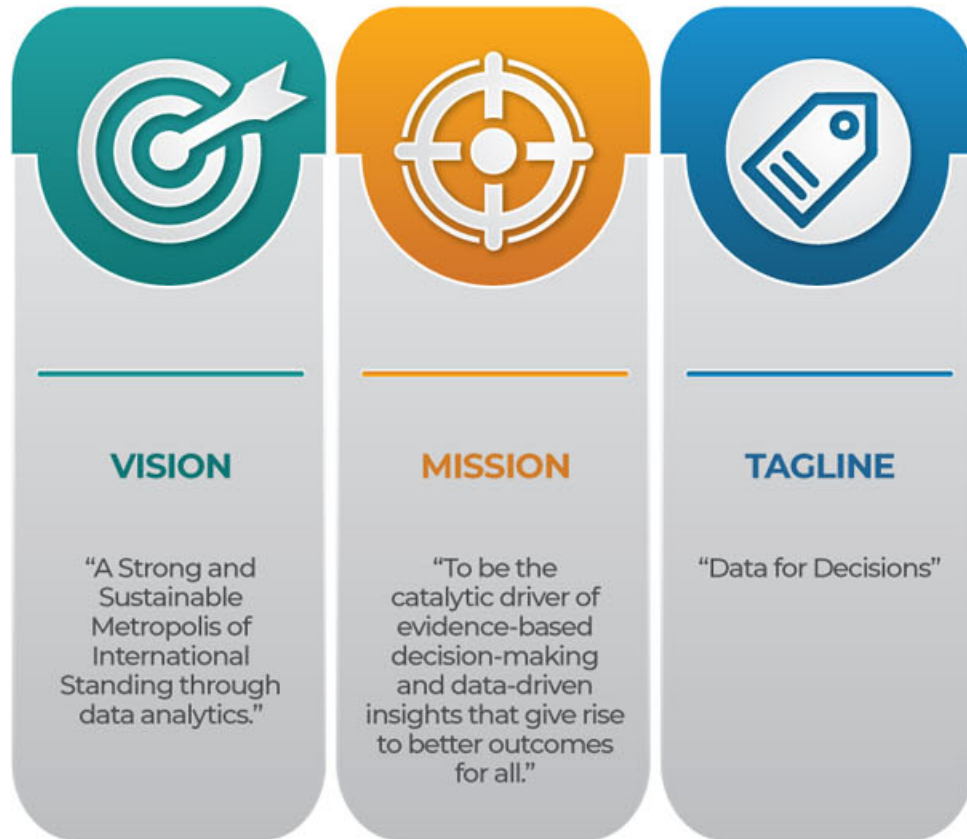 VISION
“A Strong and
Sustainable
Metropolis of
International
Standing through
data analytics.”
MISSION
“To be the
catalytic driver of
evidence-based
decision-making
and data-driven
insights that give rise
to better outcomes
for all.”
TAGLINE
“Data for Decisions”